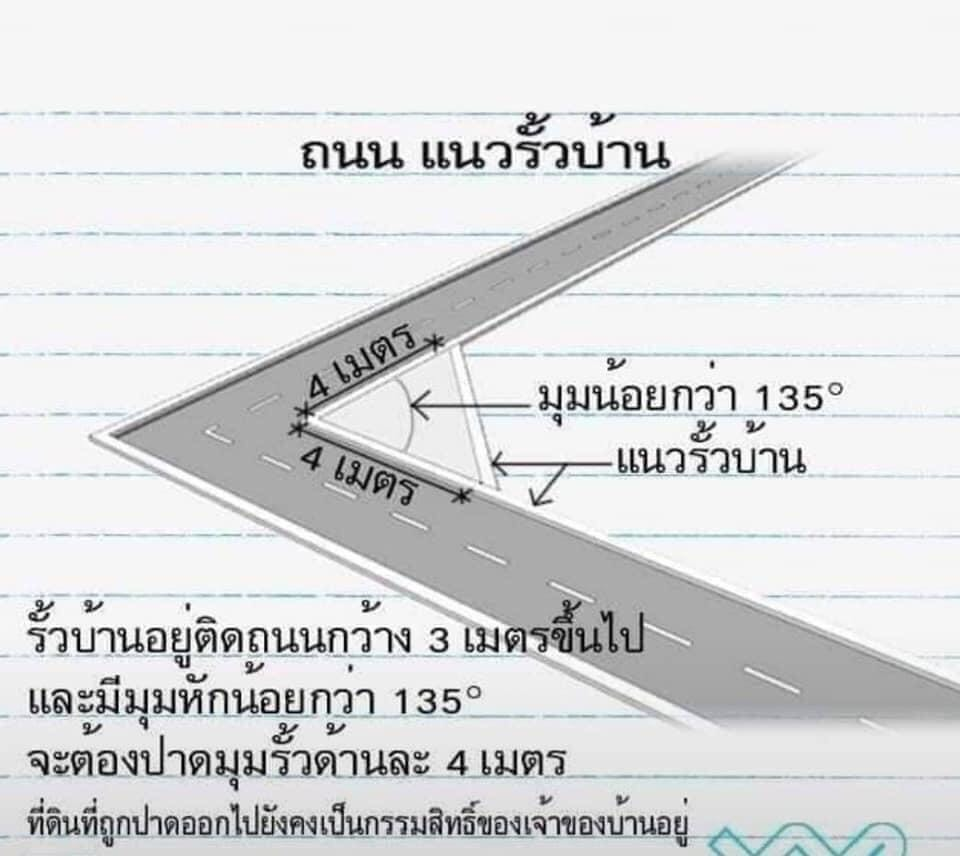 ถนน แนวรั้วบ้าน
4 เมตร
มุมน้อยกว่า 135°
4 เมตร
แนวรั้วบ้าน
รั้วบ้านอยู่ติดถนนกว้าง 3 เมตรขึ้นไป
และมีมุมหักน้อยกว่า 135°
จะต้องปาดมุมรั้วด้านละ 4 เมตร
ที่ดินที่ถูกปาดออกไปยังคงเป็นกรรมสิทธิ์ของเจ้าของบ้านอยู่